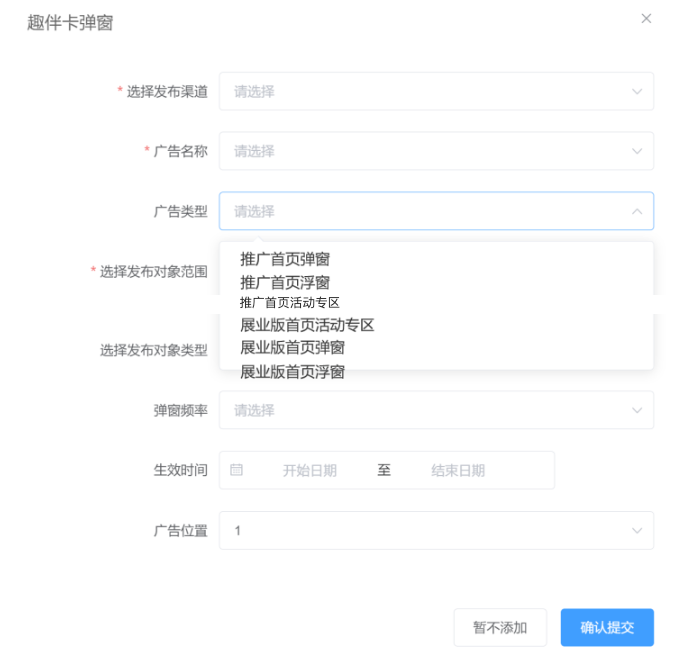 趣伴卡弹窗
* 选择发布渠道 请选择
* 广告名称 请选择
广告类型 请选择
* 选择发布对象范围
推广首页弹窗
推广首页浮窗
推广首页活动专区
展业版首页活动专区
展业版首页弹窗
展业版首页浮窗
选择发布对象类型
弹窗频率 请选择
生效时间 开始日期 至 结束日期
广告位置 1
暂不添加 确认提交